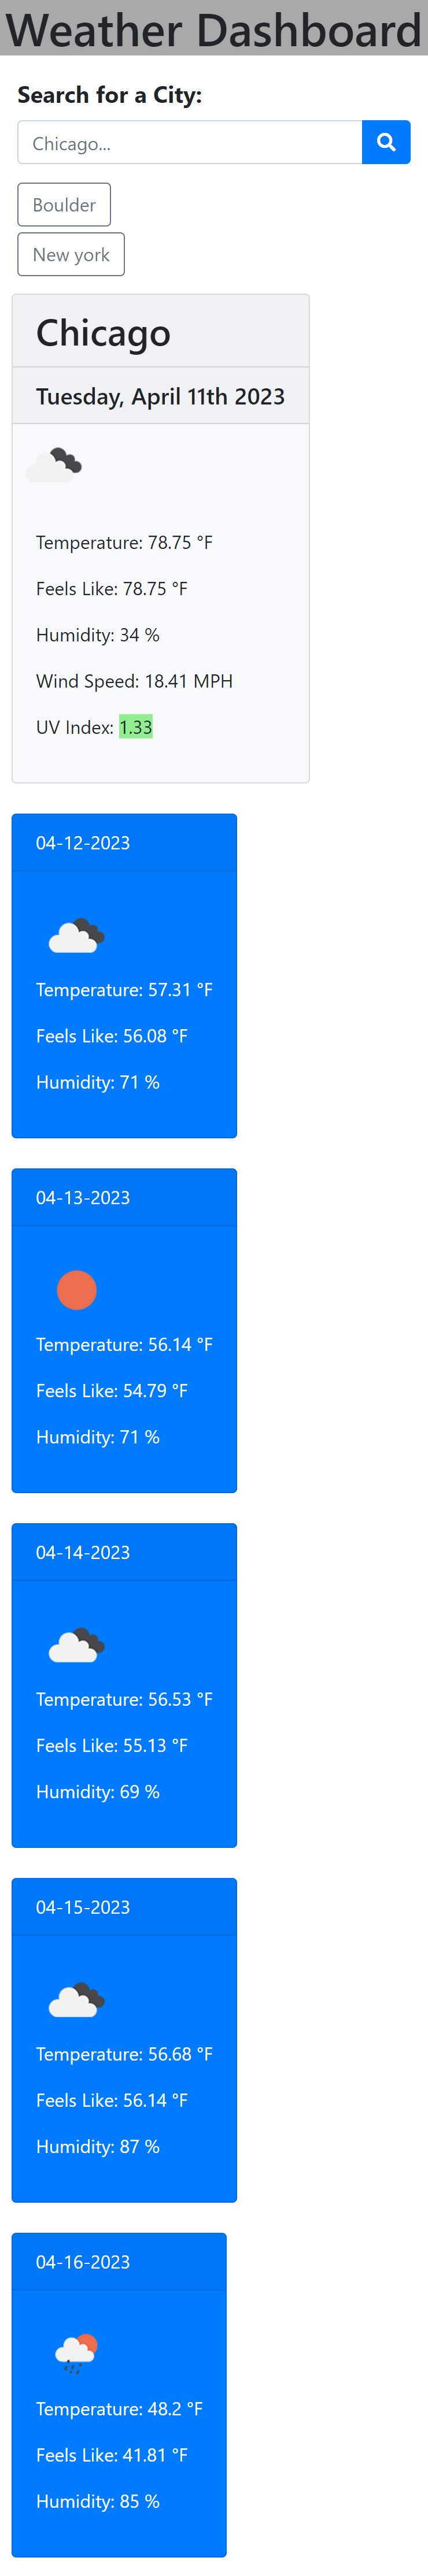 Weather Dashboard
Search for a City:
Chicago...
Boulder
New york
Chicago
Tuesday, April 11th 2023
Temperature: 78.75 °F
Feels Like: 78.75 °F
Humidity: 34 %
Wind Speed: 18.41 MPH
UV Index: 1.33
04-12-2023
Temperature: 57.31 °F
Feels Like: 56.08 °F
Humidity: 71 %
04-13-2023
Temperature: 56.14 °F
Feels Like: 54.79 °F
Humidity: 71 %
04-14-2023
Temperature: 56.53 °F
Feels Like: 55.13 °F
Humidity: 69 %
04-15-2023
Temperature: 56.68 °F
Feels Like: 56.14 °F
Humidity: 87 %
04-16-2023
Temperature: 48.2 °F
Feels Like: 41.81 °F
Humidity: 85 %